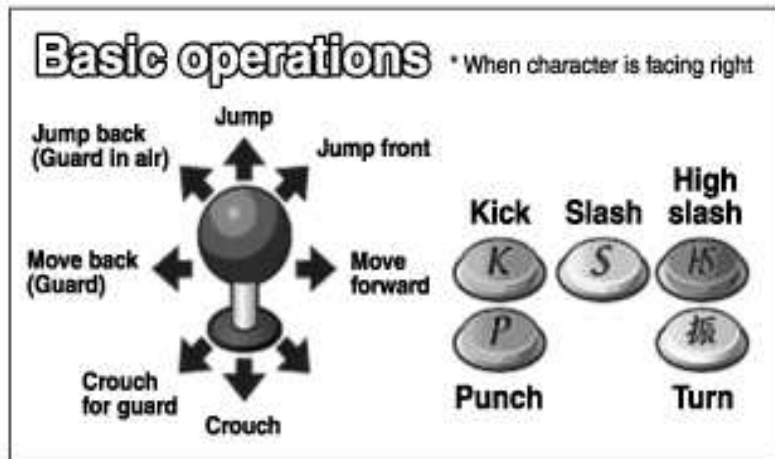 Basic operations * When character is facing right
Jump
Jump back
(Guard in air)
Jump front
Move back
(Guard)
Move
forward
Crouch
for guard
Crouch
Kick
Slash
High
slash
K
S
HS
P
振
Punch
Turn